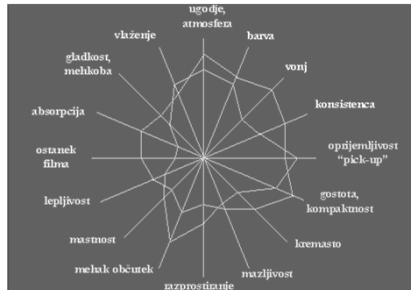 ugodje,
atmosfera
barva
vonj
konsistenca
oprijemljivost
“pick-up”
gostota,
kompaktnost
kremasto
mazljivost
razprostiranje
mehak občutek
mastnost
lepljivost
ostanek
filma
absorpcija
gladkost,
mehkoba
vlaženje